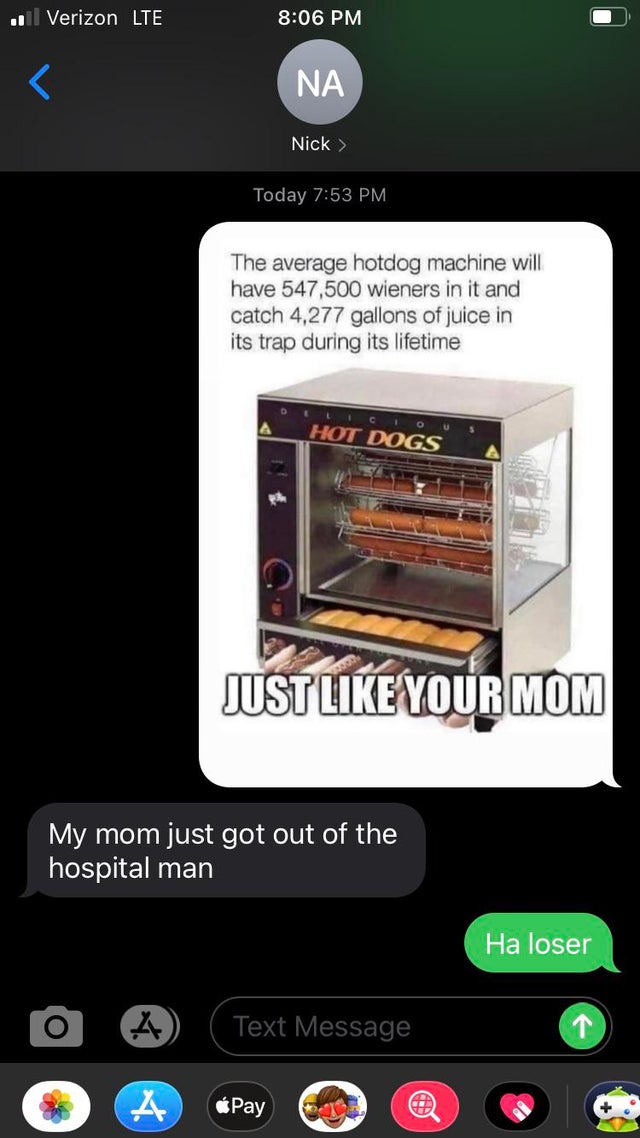 Verizon LTE
8:06 PM
NA
Nick
Today 7:53 PM
The average hotdog machine will
have 547,500 wieners in it and
catch 4,277 gallons of juice in
its trap during its lifetime
DELICIOUS
HOT DOGS
JUST LIKE YOUR MOM
My mom just got out of the
hospital man
Ha loser
Text Message
Pay